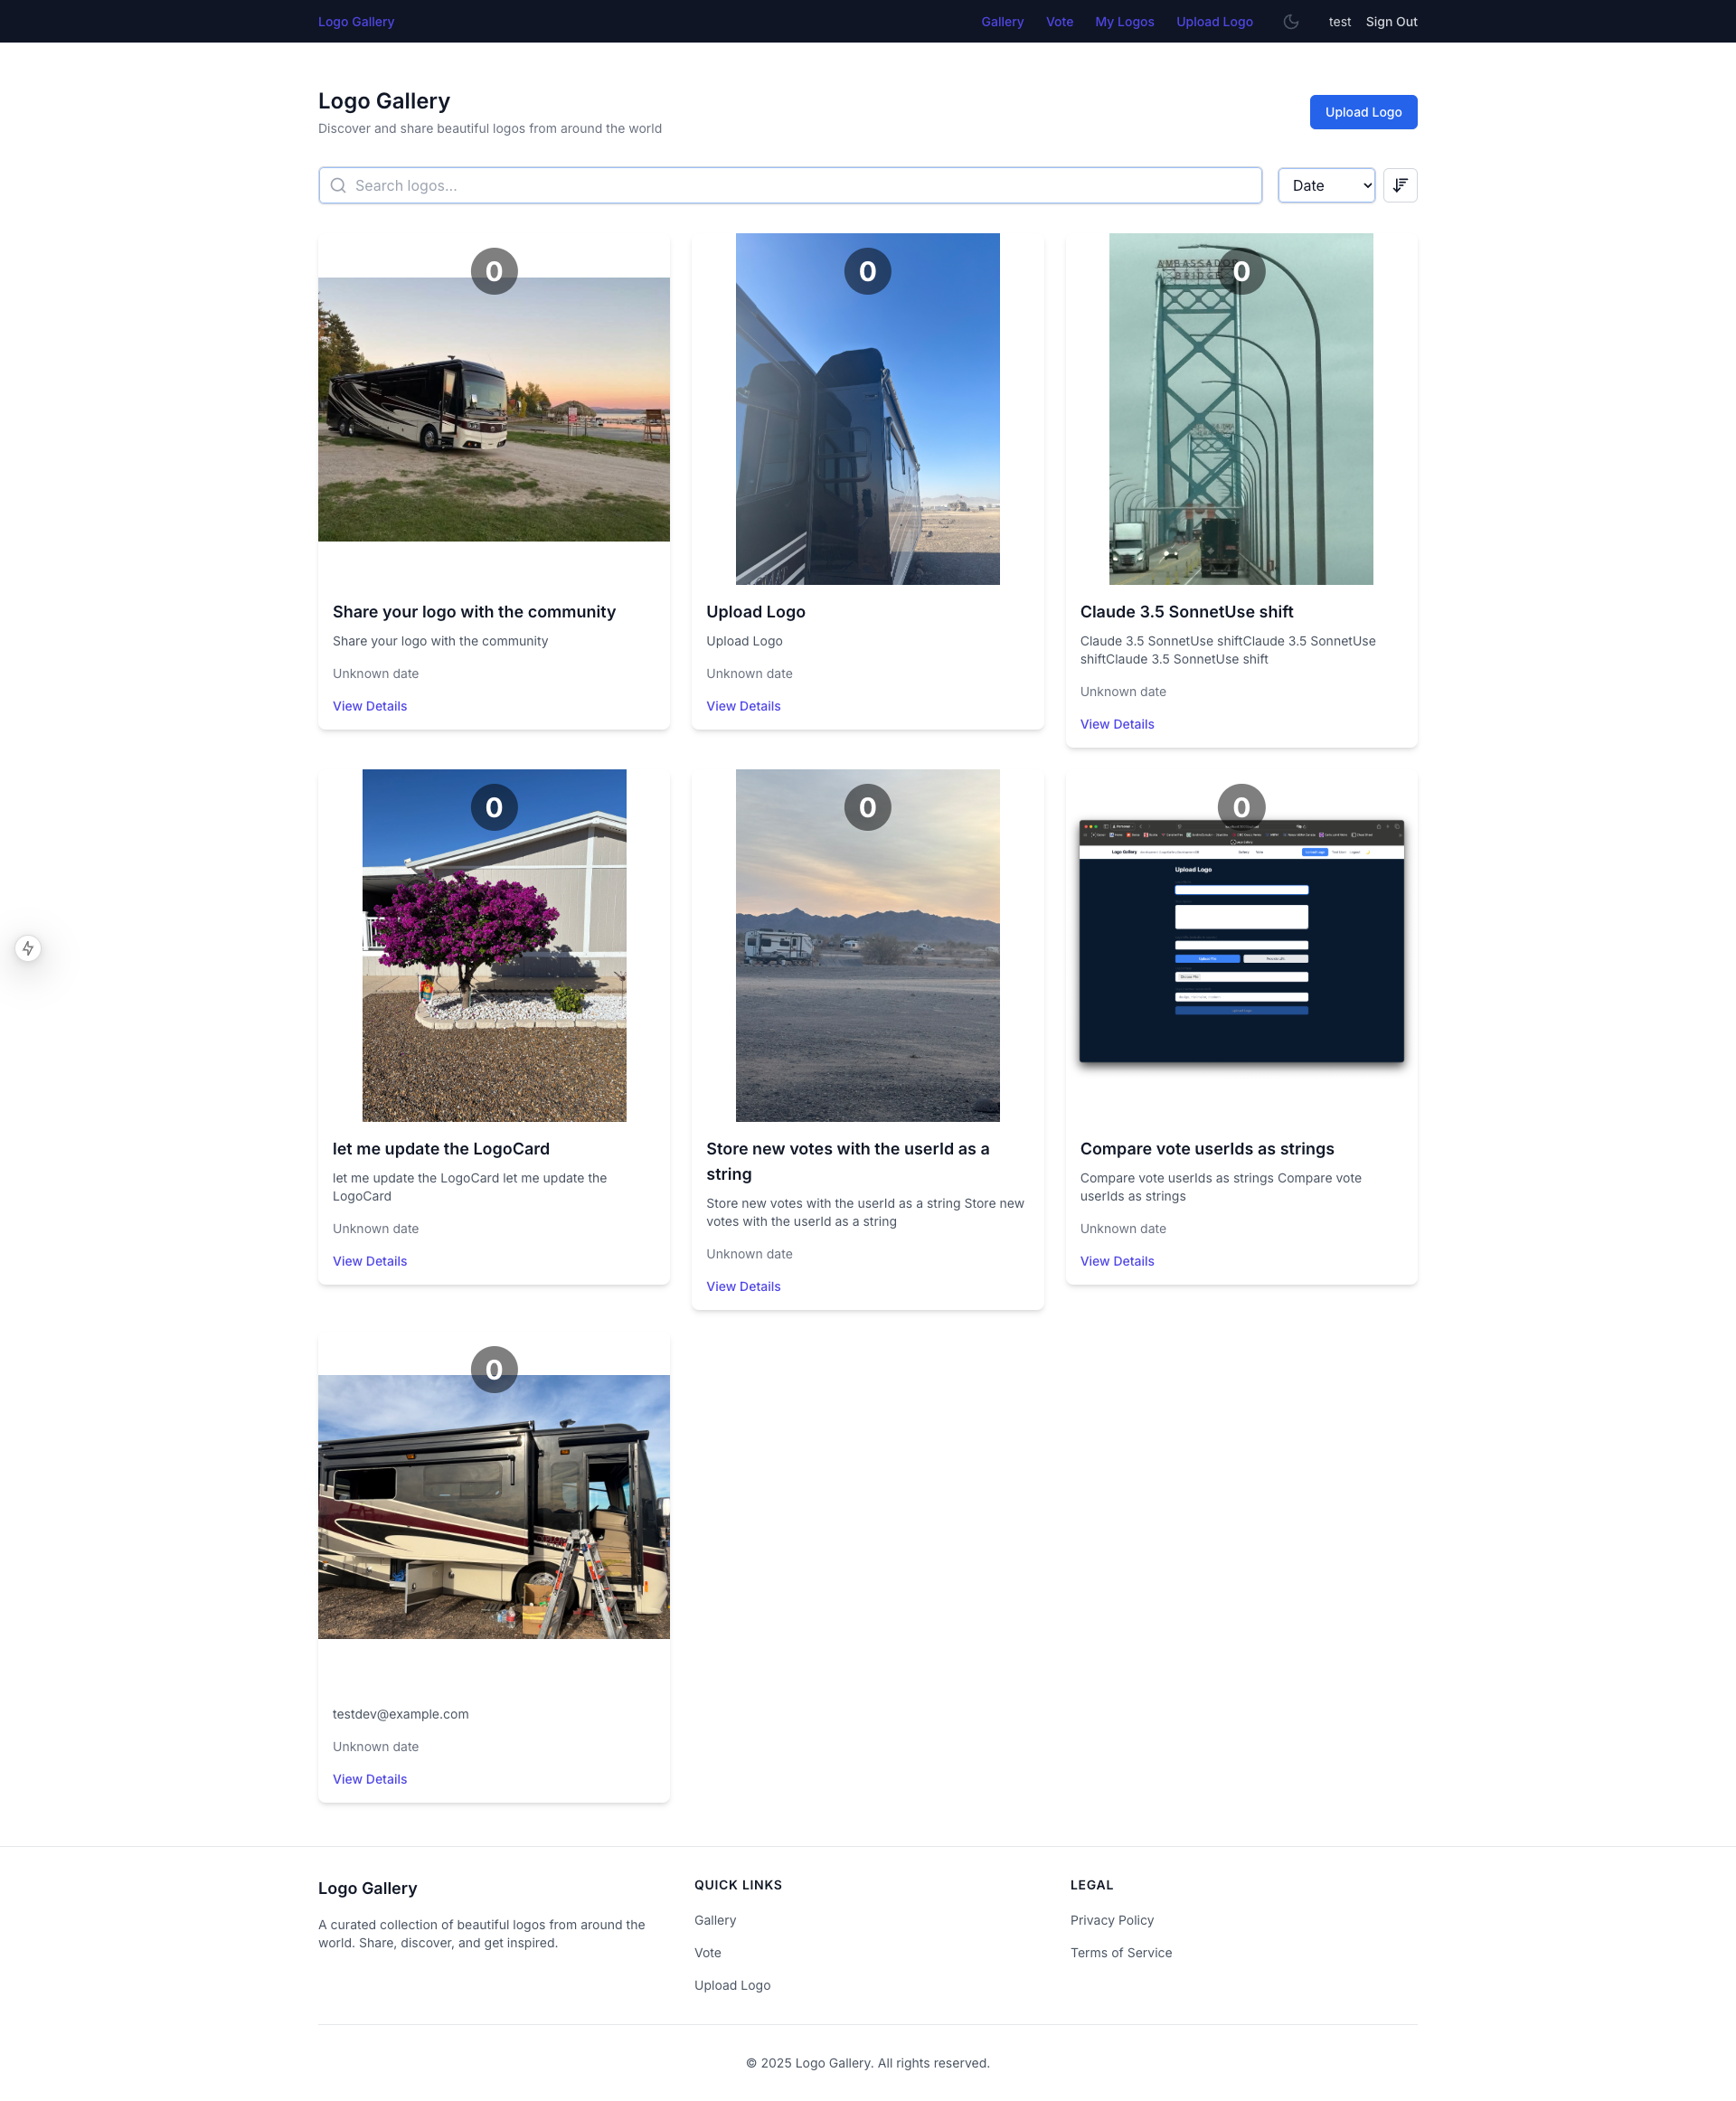 Logo Gallery
Gallery
Vote
My Logos
Upload Logo
test
Sign Out
Logo Gallery
Discover and share beautiful logos from around the world
Upload Logo
Search logos...
Date
0
0
0
AMBASSADOR
BRIDGE
Share your logo with the community
Share your logo with the community
Unknown date
View Details
Upload Logo
Upload Logo
Unknown date
View Details
Claude 3.5 SonnetUse shift
Claude 3.5 SonnetUse shiftClaude 3.5 SonnetUse
shiftClaude 3.5 SonnetUse shift
Unknown date
View Details
0
0
0
Logo Gallery
Upload Logo
let me update the LogoCard
let me update the LogoCard let me update the
LogoCard
Unknown date
View Details
Store new votes with the userId as a
string
Store new votes with the userId as a string Store new
votes with the userId as a string
Unknown date
View Details
Compare vote userIds as strings
Compare vote userIds as strings Compare vote
userIds as strings
Unknown date
View Details
0
testdev@example.com
Unknown date
View Details
Logo Gallery
A curated collection of beautiful logos from around the
world. Share, discover, and get inspired.
QUICK LINKS
Gallery
Vote
Upload Logo
LEGAL
Privacy Policy
Terms of Service
© 2025 Logo Gallery. All rights reserved.